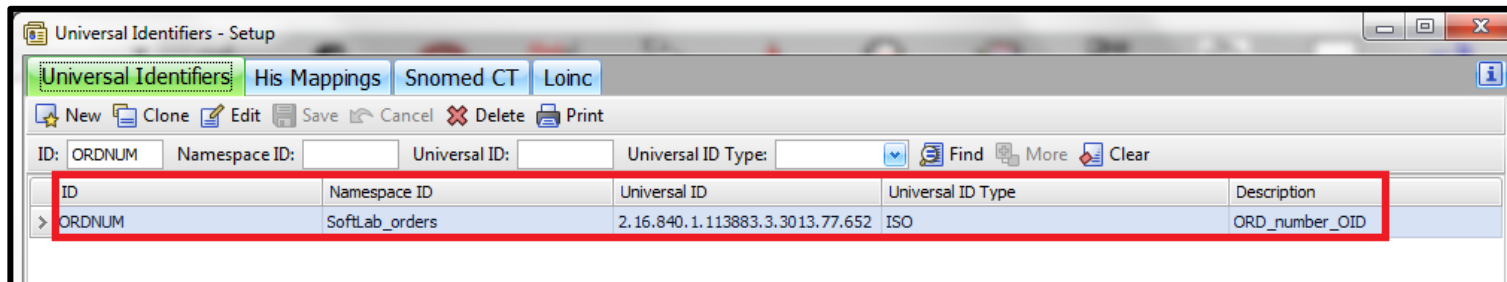 Universal Identifiers - Setup
Universal Identifiers His Mappings Snomed CT Loinc
New Clone Edit Save Cancel Delete Print
ID: ORDNUM Namespace ID: Universal ID: Universal ID Type: Find More Clear
ID Namespace ID Universal ID Universal ID Type Description
ORDNUM SoftLab_orders 2.16.840.1.113883.3.3013.77.652 ISO ORD_number_OID